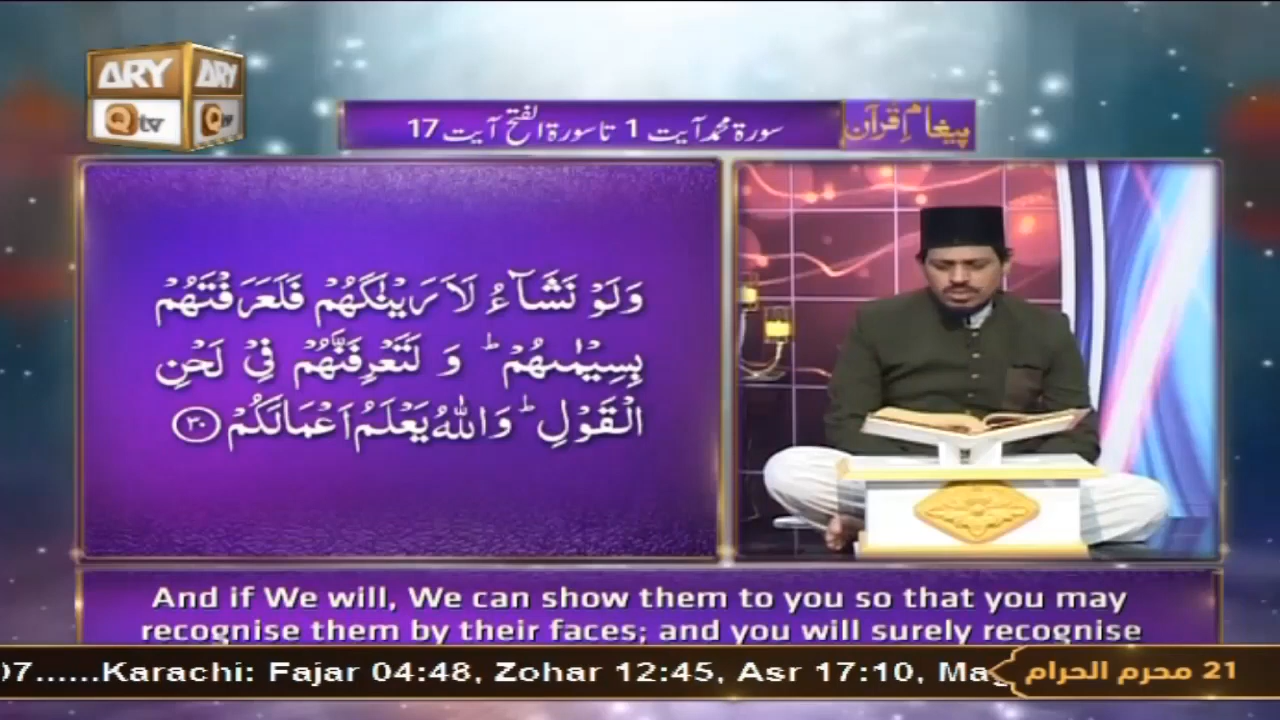 ARY
ARY
Qtv
Qtv
پیغامِ قرآن
سورۃ محمد آیت 1 تا سورۃ الفتح آیت 17
وَلَوۡ نَشَآءُ لَاَرَيۡنٰكَهُمۡ فَلَعَرَفۡتَهُمۡ
بِسِيۡمٰٮهُمۡ‌ؕ وَلَتَعۡرِفَنَّهُمۡ فِىۡ لَحۡنِ
الۡقَوۡلِ‌ؕ وَاللّٰهُ يَعۡلَمُ اَعۡمَالَكُمۡ ﴿۳۰﴾
And if We will, We can show them to you so that you may
recognise them by their faces; and you will surely recognise
07......Karachi: Fajar 04:48, Zohar 12:45, Asr 17:10, Ma
21 محرم الحرام